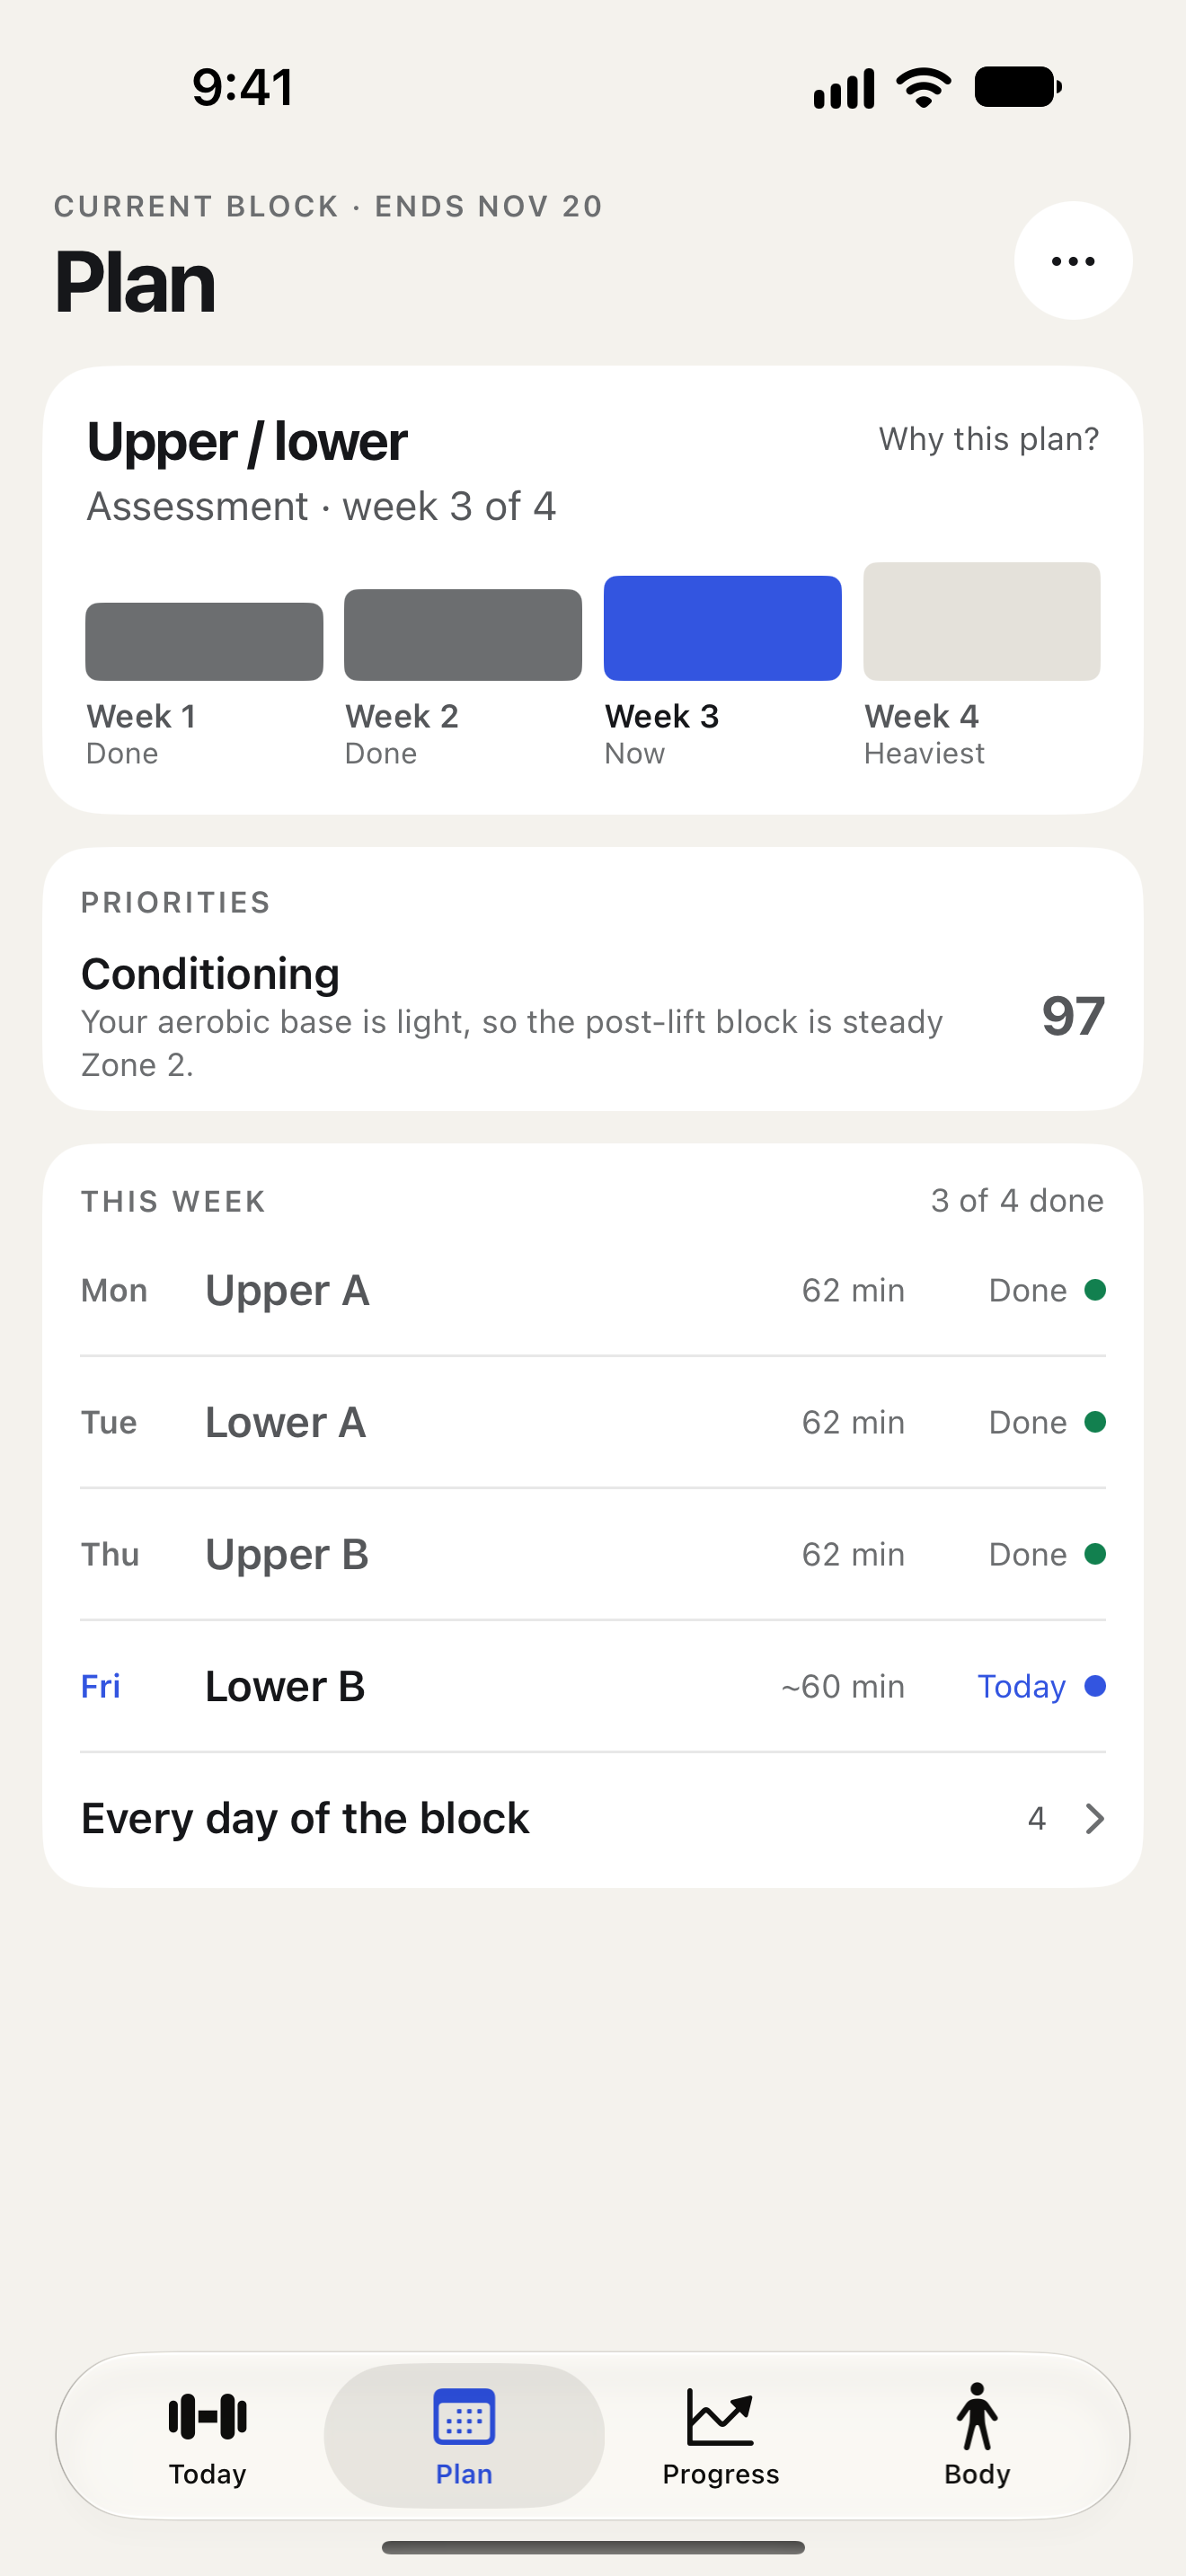 9:41
CURRENT BLOCK · ENDS NOV 20
Plan
Upper / lower
Why this plan?
Assessment · week 3 of 4
Week 1
Done
Week 2
Done
Week 3
Now
Week 4
Heaviest
PRIORITIES
Conditioning
Your aerobic base is light, so the post-lift block is steady
Zone 2.
97
THIS WEEK
3 of 4 done
Mon Upper A 62 min Done
Tue Lower A 62 min Done
Thu Upper B 62 min Done
Fri Lower B ~60 min Today
Every day of the block 4
Today
Plan
Progress
Body